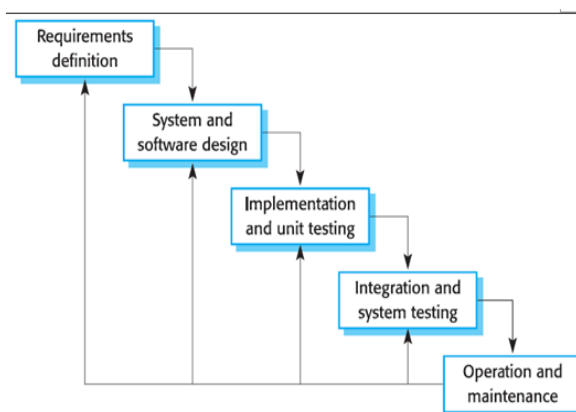 Requirements
definition
System and
software design
Implementation
and unit testing
Integration and
system testing
Operation and
maintenance